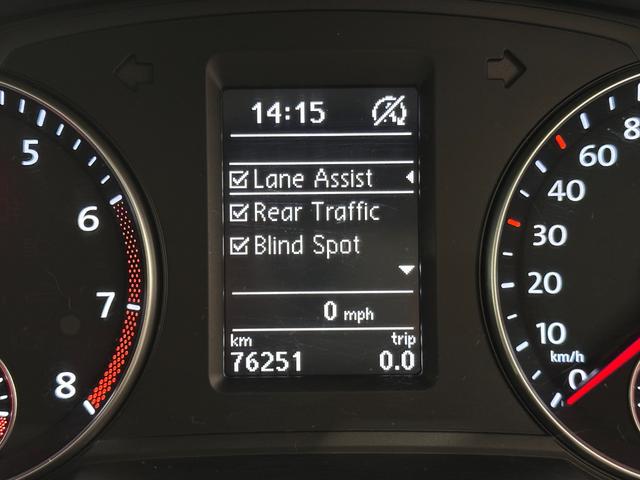 14:15
Lane Assist
Rear Traffic
Blind Spot
0 mph
km trip
76251 0.0
5
6
7
8
80
60
40
30
20
10
km/h
0